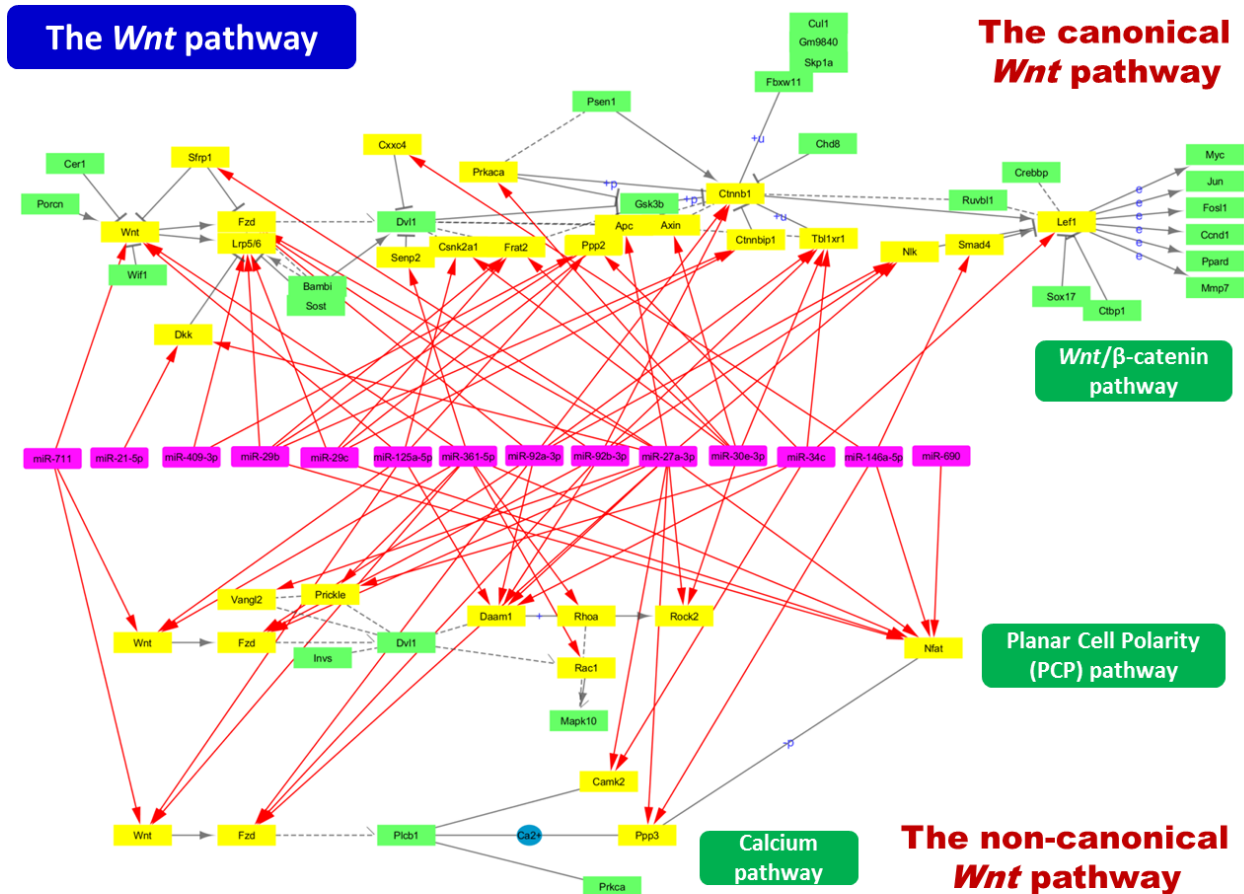 The Wnt pathway
The canonical
Wnt pathway
Cul1
Gm9840
Skp1a
Fbxw11
Psen1
Cxxc4
Chd8
Cer1
Sfrp1
Prkaca
+u
+p
Ctnnb1
Crebbp
Myc
Jun
Fosl1
Ccnd1
Ppard
Mmp7
e
e
e
e
e
Porcn
Wnt
Fzd
Lrp5/6
Dvl1
Gsk3b
+p
Ruvbl1
Lef1
Apc
Axin
+u
Csnk2a1
Frat2
Ppp2
Ctnnbip1
Tbl1xr1
Nlk
Smad4
Senp2
Wif1
Bambi
Sost
Sox17
Ctbp1
Dkk
Wnt/β-catenin
pathway
miR-711
miR-21-5p
miR-409-3p
miR-29b
miR-29c
miR-125a-5p
miR-361-5p
miR-92a-3p
miR-92b-3p
miR-27a-3p
miR-30e-3p
miR-34c
miR-146a-5p
miR-690
Vangl2
Prickle
Daam1
+
Rhoa
Rock2
Wnt
Fzd
Dvl1
Invs
Rac1
Nfat
Mapk10
Planar Cell Polarity
(PCP) pathway
-p
Camk2
Wnt
Fzd
Plcb1
Ca2+
Ppp3
Prkca
Calcium
pathway
The non-canonical
Wnt pathway